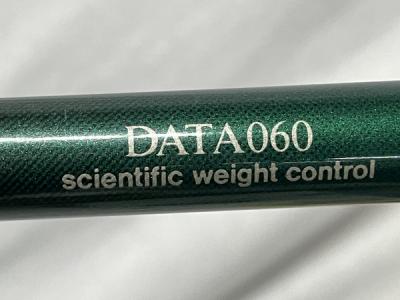 DATA060
scientific weight control